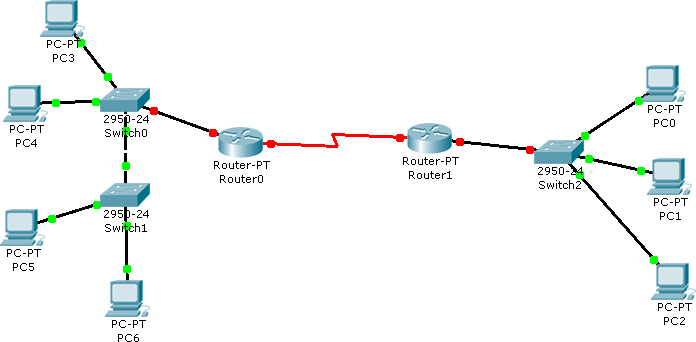 PC-PT
PC3
PC-PT
PC4
2950-24
Switch0
Router-PT
Router0
Router-PT
Router1
2950-24
Switch2
PC-PT
PC0
PC-PT
PC1
PC-PT
PC2
2950-24
Switch1
PC-PT
PC5
PC-PT
PC6